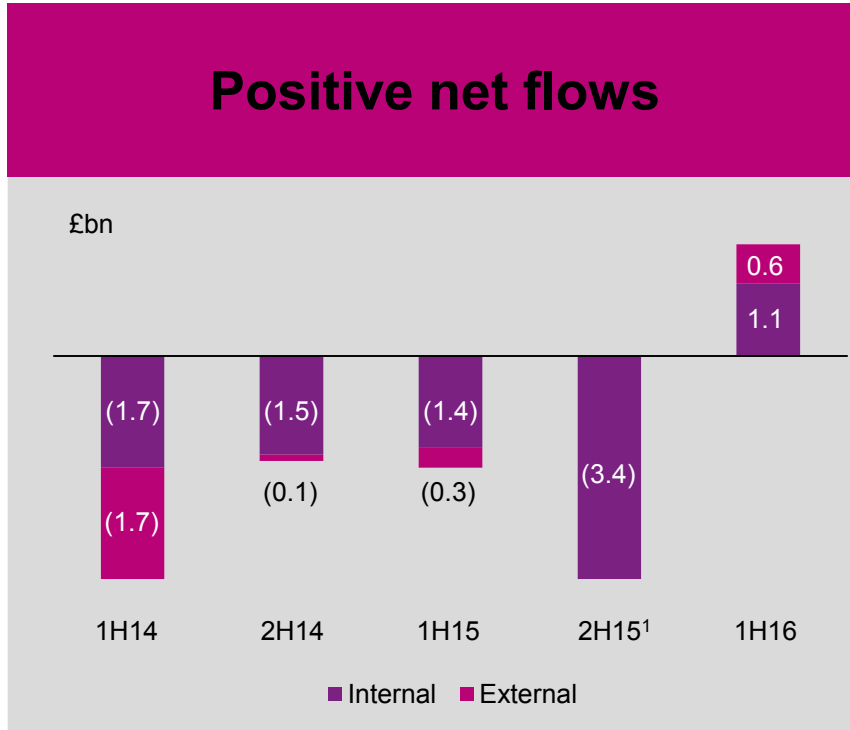 Positive net flows
£bn
0.6
1.1
(1.7) (1.5) (1.4) (3.4)
(0.1) (0.3)
(1.7)
1H14 2H14 1H15 2H15¹ 1H16
Internal External